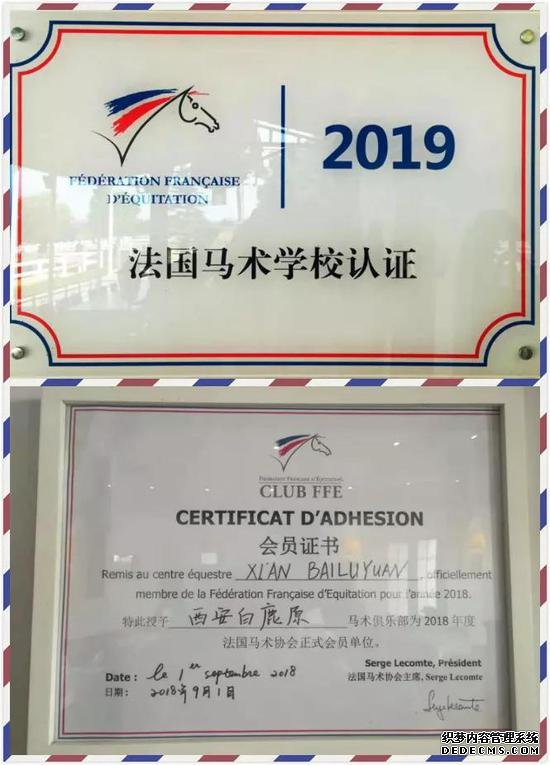 FÉDÉRATION FRANÇAISE
D'ÉQUITATION
2019
法国马术学校认证
Fédération Française d'Equitation
CLUB FFE
CERTIFICAT D'ADHESION
会员证书
Remis au centre équestre XI'AN BAILUYUAN, officiellement
membre de la Fédération Française d'Equitation pour l'année 2018.
特此授予 西安白鹿原 马术俱乐部为2018年度
法国马术协会正式会员单位。
Serge Lecomte, Président
Date : le 1er septembre 2018
法国马术协会主席, Serge Lecomte
日期: 2018年9月1
Serge Lecomte
织梦内容管理系统
DEDECMS.COM